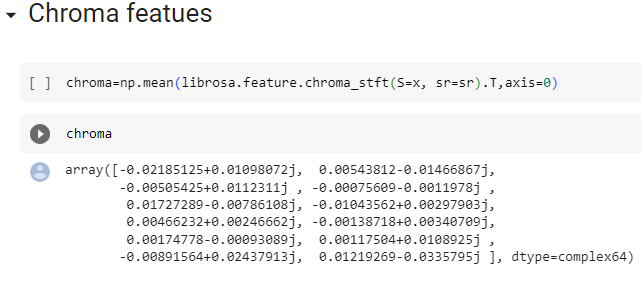 Chroma featues
[ ] chroma=np.mean(librosa.feature.chroma_stft(S=x, sr=sr).T,axis=0)
chroma
array([-0.02185125+0.01098072j,  0.00543812-0.01466867j,
       -0.00505425+0.0112311j , -0.00075609-0.0011978j ,
        0.01727289-0.00786108j, -0.01043562+0.00297903j,
        0.00466232+0.00246662j, -0.00138718+0.00340709j,
        0.00174778-0.00093089j,  0.00117504+0.0108925j ,
       -0.00891564+0.02437913j,  0.01219269-0.0335795j ], dtype=complex64)